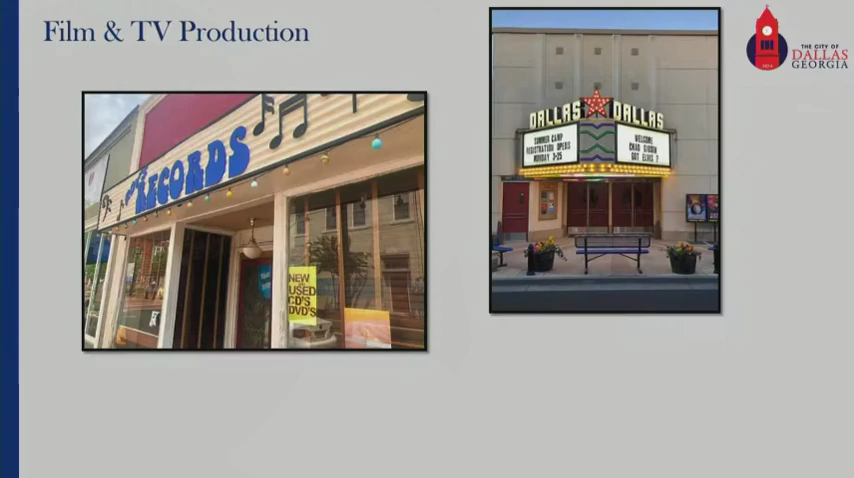 Film & TV Production
THE CITY OF
DALLAS
GEORGIA
RECORDS
NEW
USED
CD'S
DVD'S
DALLAS DALLAS
SUMMER CAMP
REGISTRATION OPENS
MONDAY 3-25
WELCOME
CHAD GIBSON
GOT ELVIS ?